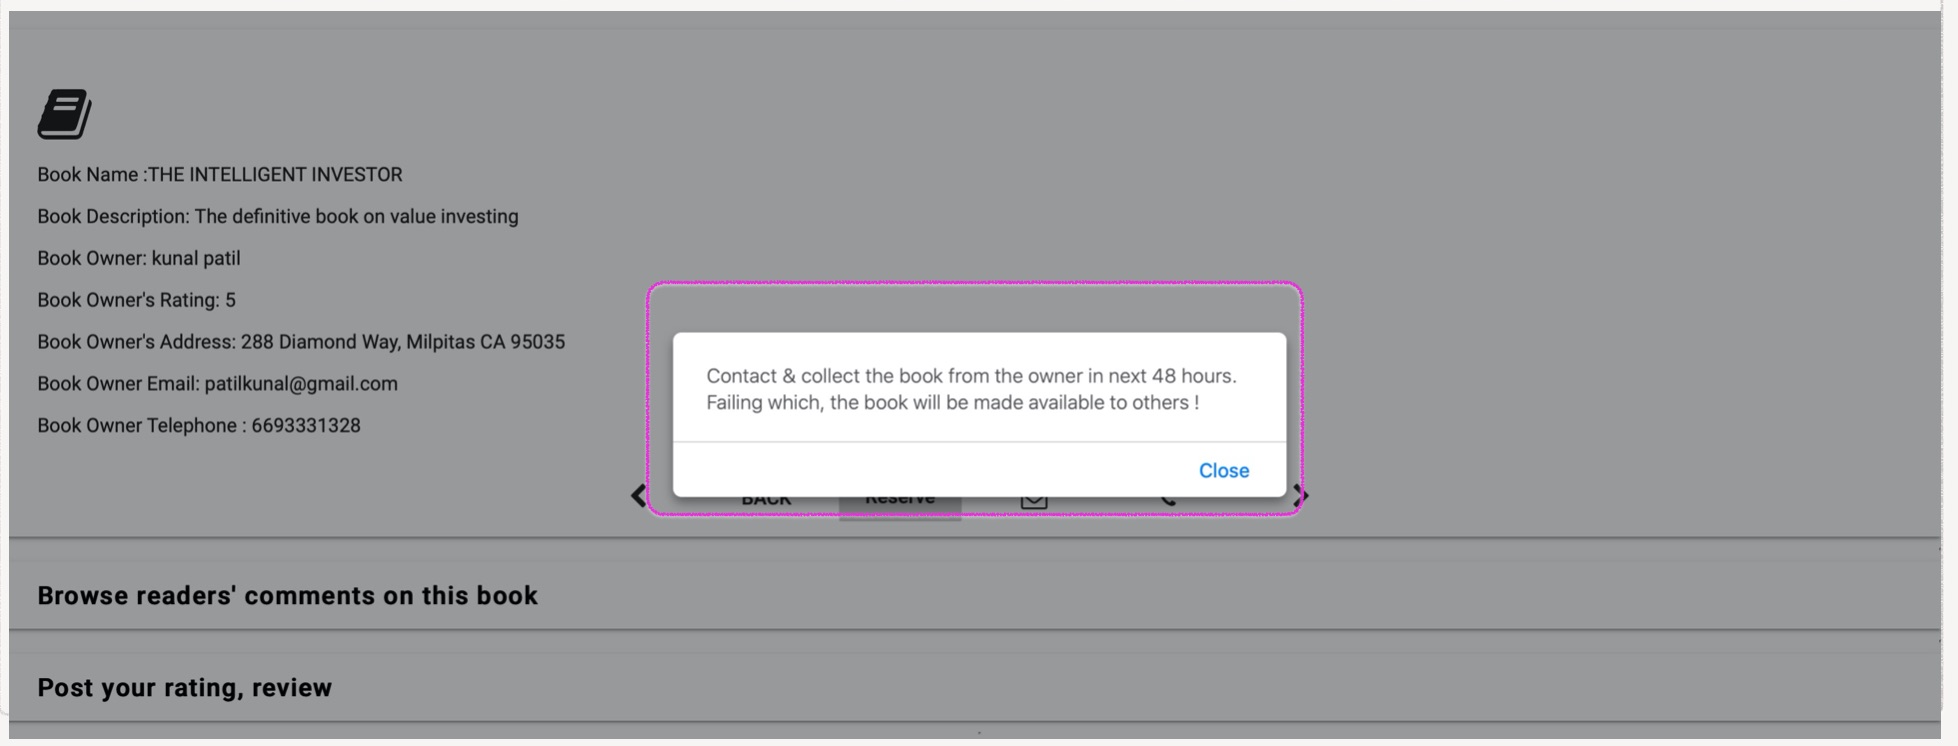 Book Name :THE INTELLIGENT INVESTOR
Book Description: The definitive book on value investing
Book Owner: kunal patil
Book Owner's Rating: 5
Book Owner's Address: 288 Diamond Way, Milpitas CA 95035
Book Owner Email: patilkunal@gmail.com
Book Owner Telephone : 6693331328
Contact & collect the book from the owner in next 48 hours.
Failing which, the book will be made available to others !
Close
BACK
Reserve
Browse readers' comments on this book
Post your rating, review